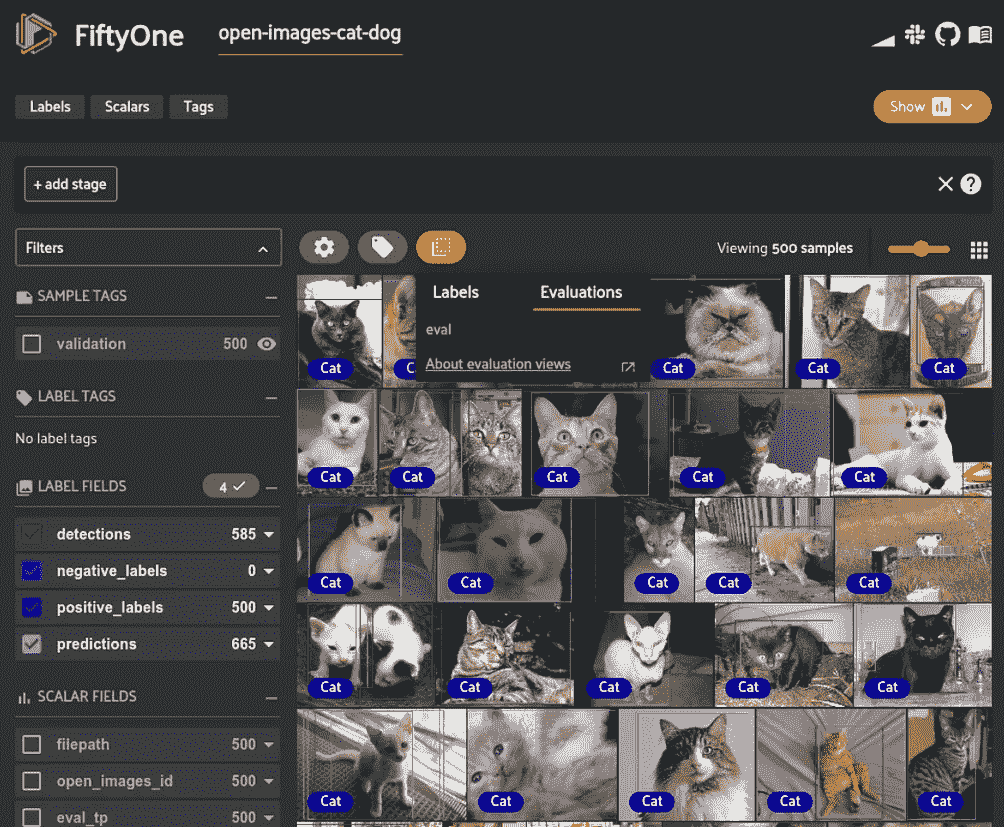 FiftyOne open-images-cat-dog
Labels Scalars Tags Show
+ add stage
Filters
Viewing 500 samples
SAMPLE TAGS
validation 500
LABEL TAGS
No label tags
LABEL FIELDS 4
detections 585
negative_labels 0
positive_labels 500
predictions 665
SCALAR FIELDS
filepath 500
open_images_id 500
eval_tp 500
Labels Evaluations
eval
About evaluation views
Cat C Cat Cat Cat
Cat Cat Cat Cat Cat
Cat Cat Cat Cat Cat
Cat Cat Cat Cat Cat
Cat Cat Cat Cat Cat